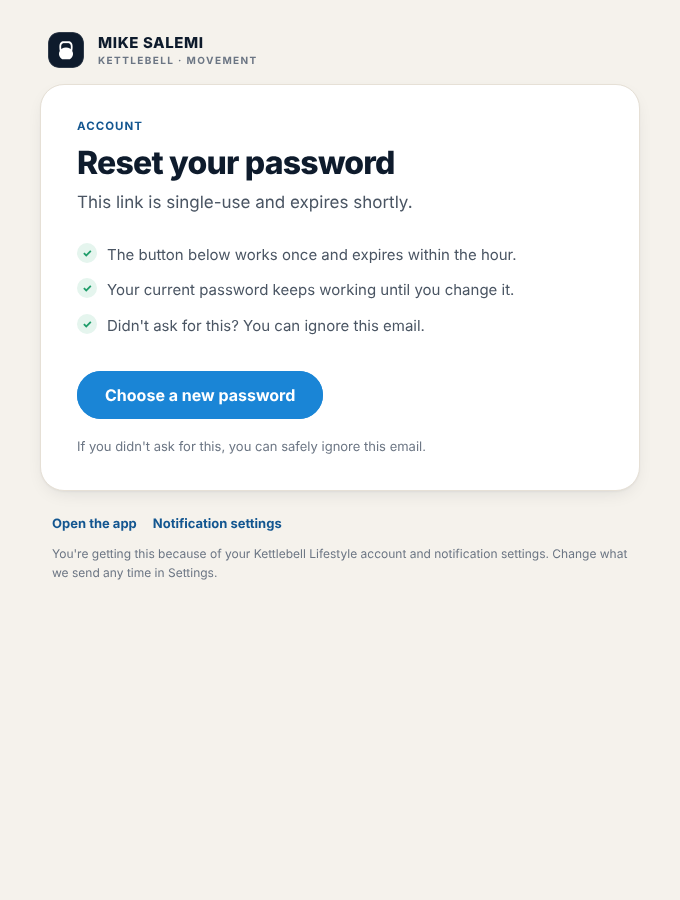 MIKE SALEMI
KETTLEBELL · MOVEMENT
ACCOUNT
Reset your password
This link is single-use and expires shortly.
The button below works once and expires within the hour.
Your current password keeps working until you change it.
Didn't ask for this? You can ignore this email.
Choose a new password
If you didn't ask for this, you can safely ignore this email.
Open the app Notification settings
You're getting this because of your Kettlebell Lifestyle account and notification settings. Change what
we send any time in Settings.